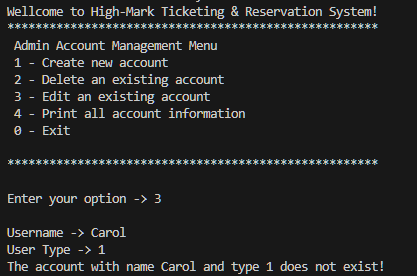 Wellcome to High-Mark Ticketing & Reservation System!
*****************************************************
Admin Account Management Menu
1 - Create new account
2 - Delete an existing account
3 - Edit an existing account
4 - Print all account information
0 - Exit
*****************************************************
Enter your option -> 3
Username -> Carol
User Type -> 1
The account with name Carol and type 1 does not exist!